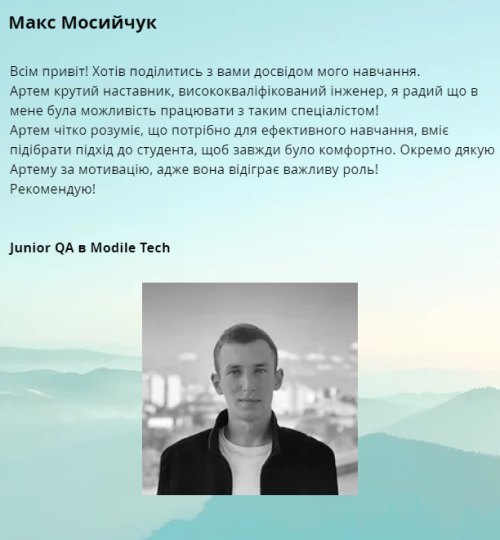 Макс Мосийчук
Всім привіт! Хотів поділитись з вами досвідом мого навчання.
Артем крутий наставник, висококваліфікований інженер, я радий що в
мене була можливість працювати з таким спеціалістом!
Артем чітко розуміє, що потрібно для ефективного навчання, вміє
підібрати підхід до студента, щоб завжди було комфортно. Окремо дякую
Артему за мотивацію, адже вона відіграє важливу роль!
Рекомендую!
Junior QA в Modile Tech